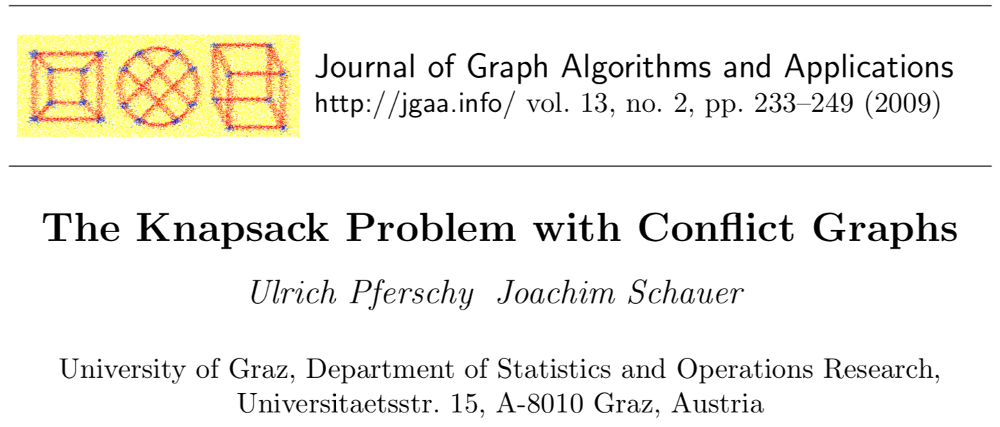 Journal of Graph Algorithms and Applications
http://jgaa.info/ vol. 13, no. 2, pp. 233–249 (2009)
The Knapsack Problem with Conflict Graphs
Ulrich Pferschy Joachim Schauer
University of Graz, Department of Statistics and Operations Research,
Universitaetsstr. 15, A-8010 Graz, Austria